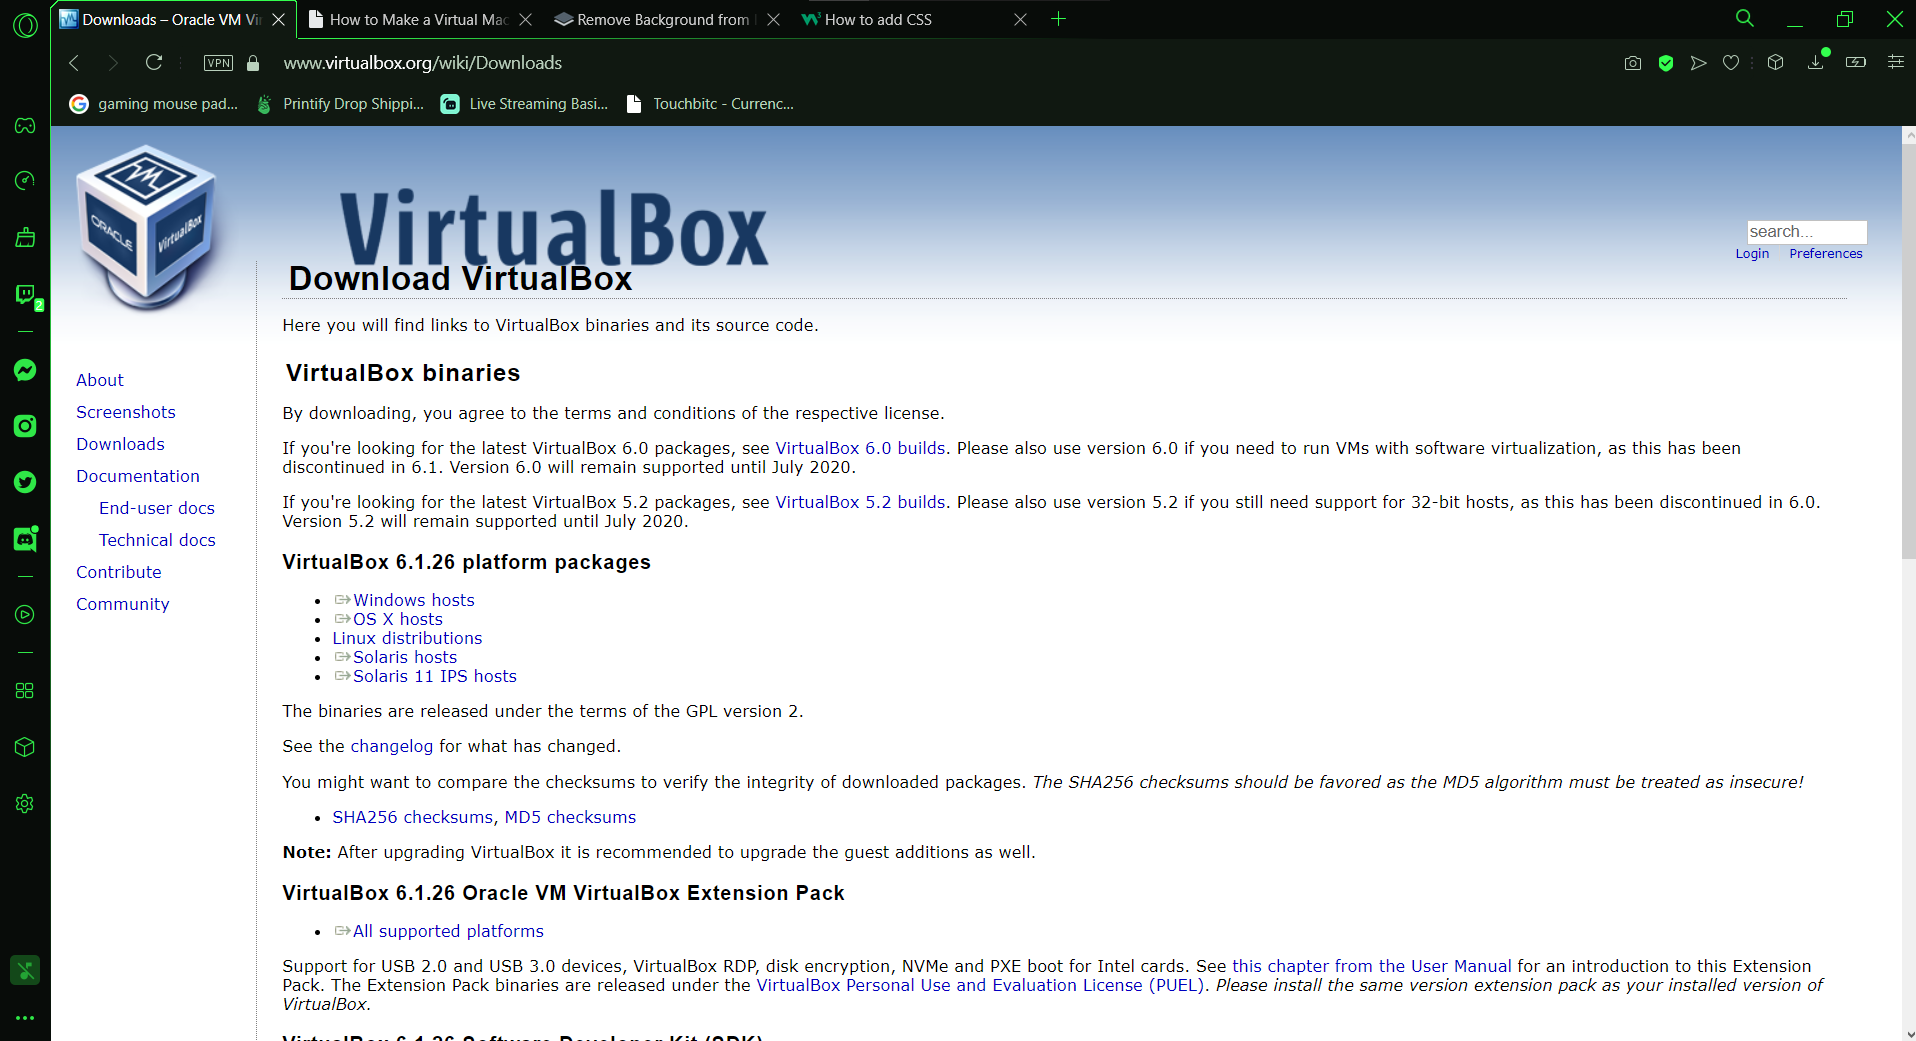 Downloads – Oracle VM Vi
How to Make a Virtual Mac
Remove Background from
How to add CSS
VPN
www.virtualbox.org/wiki/Downloads
gaming mouse pad...
Printify Drop Shippi...
Live Streaming Basi...
Touchbitc - Currenc...
ORACLE
VirtualBox
VirtualBox
search...
Login
Preferences
Download VirtualBox
Here you will find links to VirtualBox binaries and its source code.
About
Screenshots
Downloads
Documentation
End-user docs
Technical docs
Contribute
Community
VirtualBox binaries
By downloading, you agree to the terms and conditions of the respective license.
If you're looking for the latest VirtualBox 6.0 packages, see VirtualBox 6.0 builds. Please also use version 6.0 if you need to run VMs with software virtualization, as this has been
discontinued in 6.1. Version 6.0 will remain supported until July 2020.
If you're looking for the latest VirtualBox 5.2 packages, see VirtualBox 5.2 builds. Please also use version 5.2 if you still need support for 32-bit hosts, as this has been discontinued in 6.0.
Version 5.2 will remain supported until July 2020.
VirtualBox 6.1.26 platform packages
Windows hosts
OS X hosts
Linux distributions
Solaris hosts
Solaris 11 IPS hosts
The binaries are released under the terms of the GPL version 2.
See the changelog for what has changed.
You might want to compare the checksums to verify the integrity of downloaded packages. The SHA256 checksums should be favored as the MD5 algorithm must be treated as insecure!
SHA256 checksums, MD5 checksums
Note: After upgrading VirtualBox it is recommended to upgrade the guest additions as well.
VirtualBox 6.1.26 Oracle VM VirtualBox Extension Pack
All supported platforms
Support for USB 2.0 and USB 3.0 devices, VirtualBox RDP, disk encryption, NVMe and PXE boot for Intel cards. See this chapter from the User Manual for an introduction to this Extension
Pack. The Extension Pack binaries are released under the VirtualBox Personal Use and Evaluation License (PUEL). Please install the same version extension pack as your installed version of
VirtualBox.
VirtualBox 6.1.26 Software Developer Kit (SDK)
2